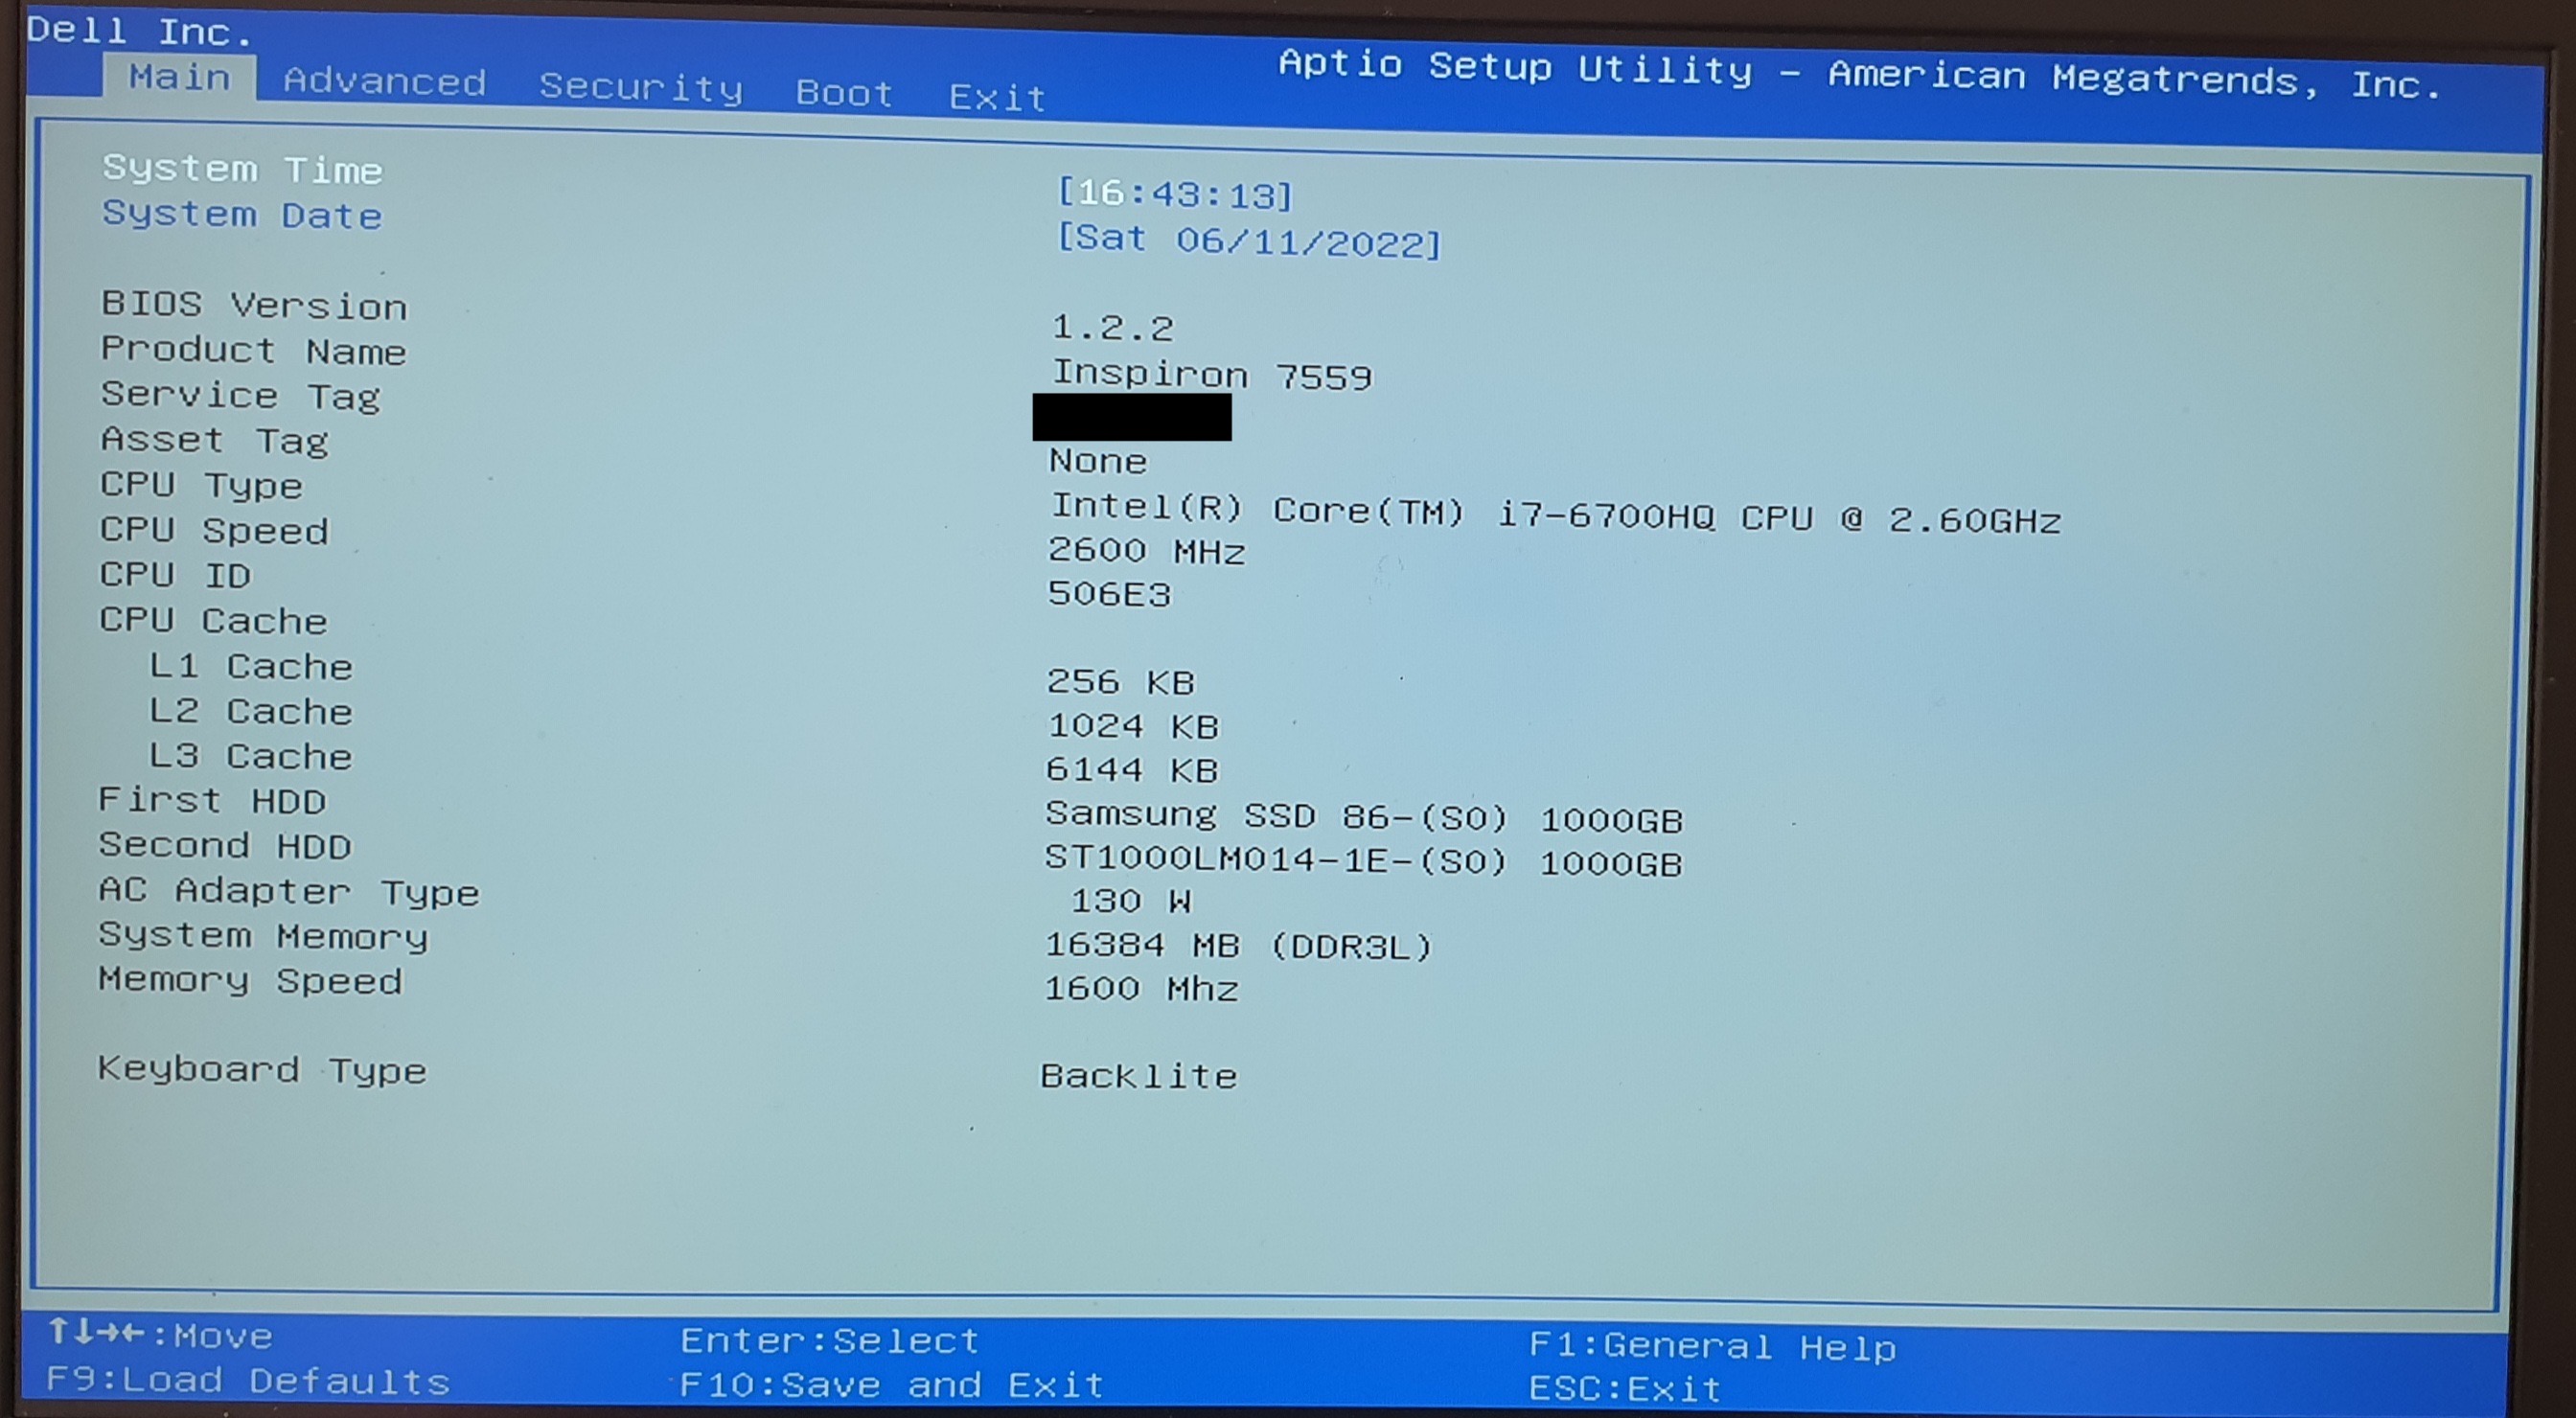 Dell Inc.
Aptio Setup Utility – American Megatrends, Inc.
Main Advanced Security Boot Exit
System Time [16:43:13]
System Date [Sat 06/11/2022]
BIOS Version 1.2.2
Product Name Inspiron 7559
Service Tag
Asset Tag None
CPU Type Intel(R) Core(TM) i7-6700HQ CPU @ 2.60GHz
CPU Speed 2600 MHz
CPU ID 506E3
CPU Cache
L1 Cache 256 KB
L2 Cache 1024 KB
L3 Cache 6144 KB
First HDD Samsung SSD 86-(S0) 1000GB
Second HDD ST1000LM014-1E-(S0) 1000GB
AC Adapter Type 130 W
System Memory 16384 MB (DDR3L)
Memory Speed 1600 Mhz
Keyboard Type Backlite
↑↓→←:Move Enter:Select F1:General Help
F9:Load Defaults F10:Save and Exit ESC:Exit